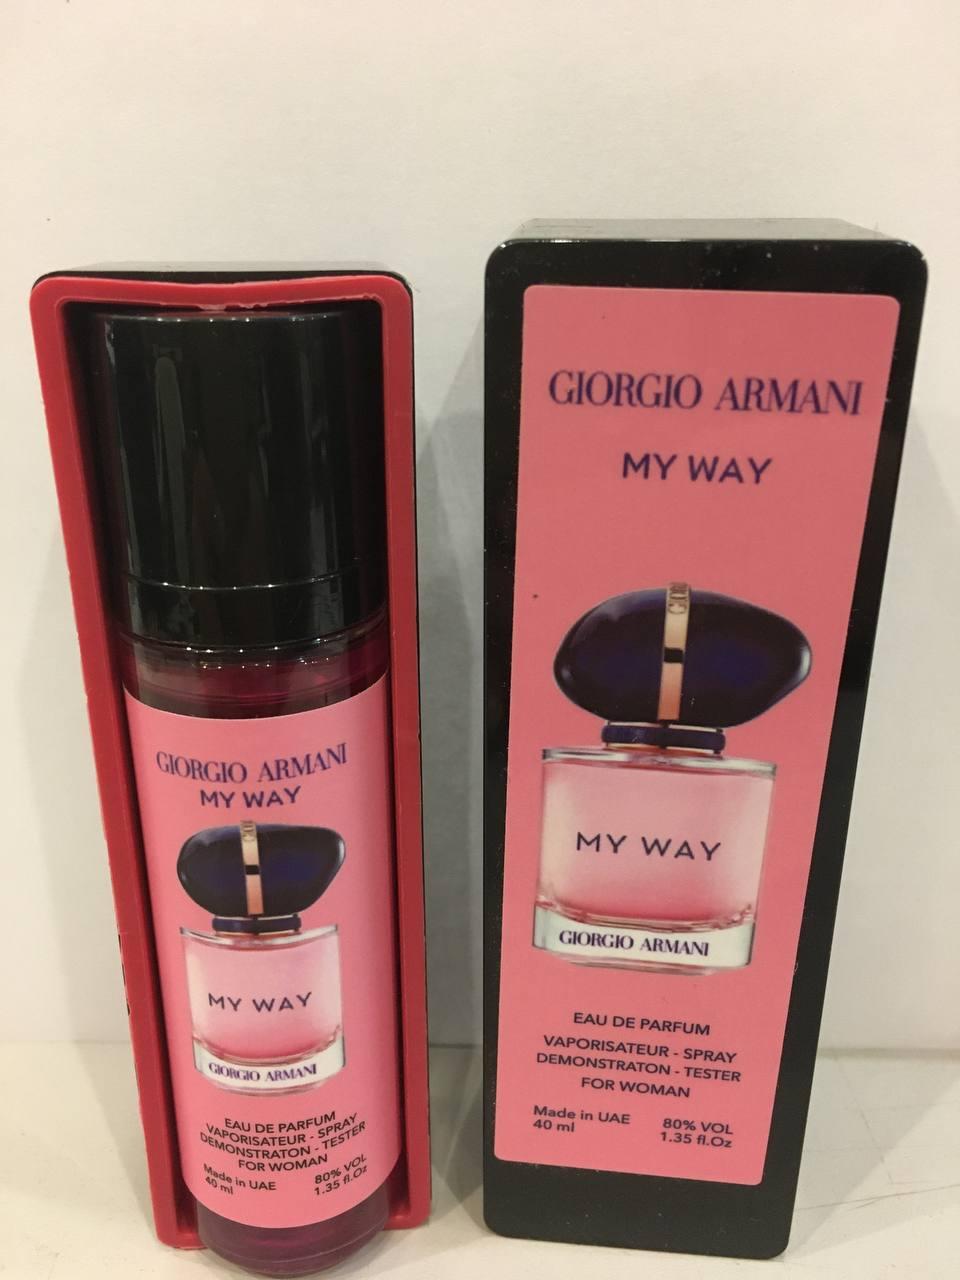 GIORGIO ARMANI
MY WAY
MY WAY
GIORGIO ARMANI
EAU DE PARFUM
VAPORISATEUR - SPRAY
DEMONSTRATON - TESTER
FOR WOMAN
Made in UAE
40 ml
80% VOL
1.35 fl.Oz
GIORGIO ARMANI
MY WAY
MY WAY
GIORGIO ARMANI
EAU DE PARFUM
VAPORISATEUR - SPRAY
DEMONSTRATON - TESTER
FOR WOMAN
Made in UAE
40 ml
80% VOL
1.35 fl.Oz